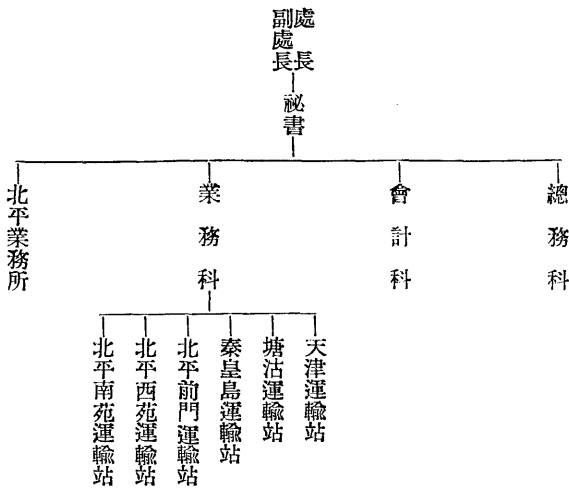 處長
副處長
祕書
總務科
會計科
業務科
北平業務所
天津運輸站
塘沽運輸站
秦皇島運輸站
北平前門運輸站
北平西苑運輸站
北平南苑運輸站